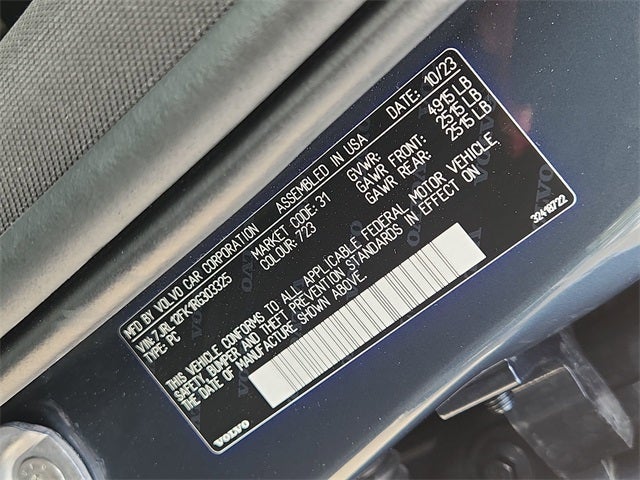 MFD BY VOLVO CAR CORPORATION ASSEMBLED IN USA DATE: 10/23
VIN: 7JRL12FK1RG303325 MARKET CODE: 31 GVWR: 4915 LB
TYPE: PC COLOUR: 723 GAWR FRONT: 2515 LB
GAWR REAR: 2515 LB
THIS VEHICLE CONFORMS TO ALL APPLICABLE FEDERAL MOTOR VEHICLE
SAFETY, BUMPER AND THEFT PREVENTION STANDARDS IN EFFECT ON
THE DATE OF MANUFACTURE SHOWN ABOVE.
VOLVO
32418722